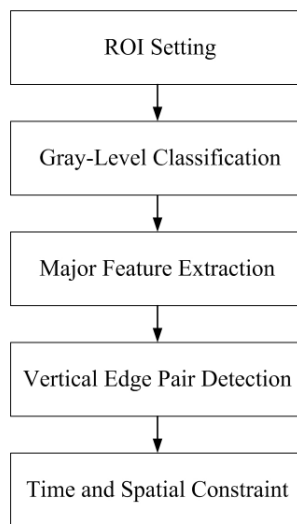 ROI Setting
Gray-Level Classification
Major Feature Extraction
Vertical Edge Pair Detection
Time and Spatial Constraint